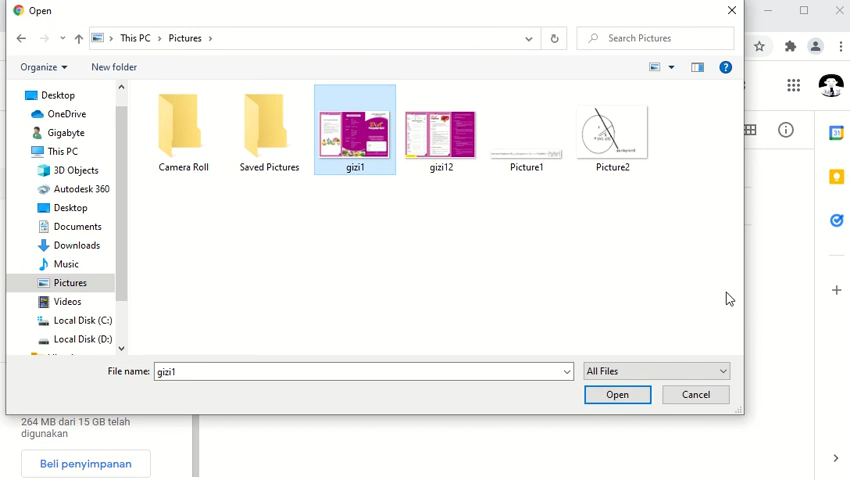 Open
This PC
Pictures
Search Pictures
Organize
New folder
Desktop
OneDrive
Gigabyte
This PC
3D Objects
Autodesk 360
Desktop
Documents
Downloads
Music
Pictures
Videos
Local Disk (C:)
Local Disk (D:)
Camera Roll
Saved Pictures
gizi1
gizi12
Picture1
Picture2
File name:
gizi1
All Files
Open
Cancel
264 MB dari 15 GB telah
digunakan
Beli penyimpanan
31